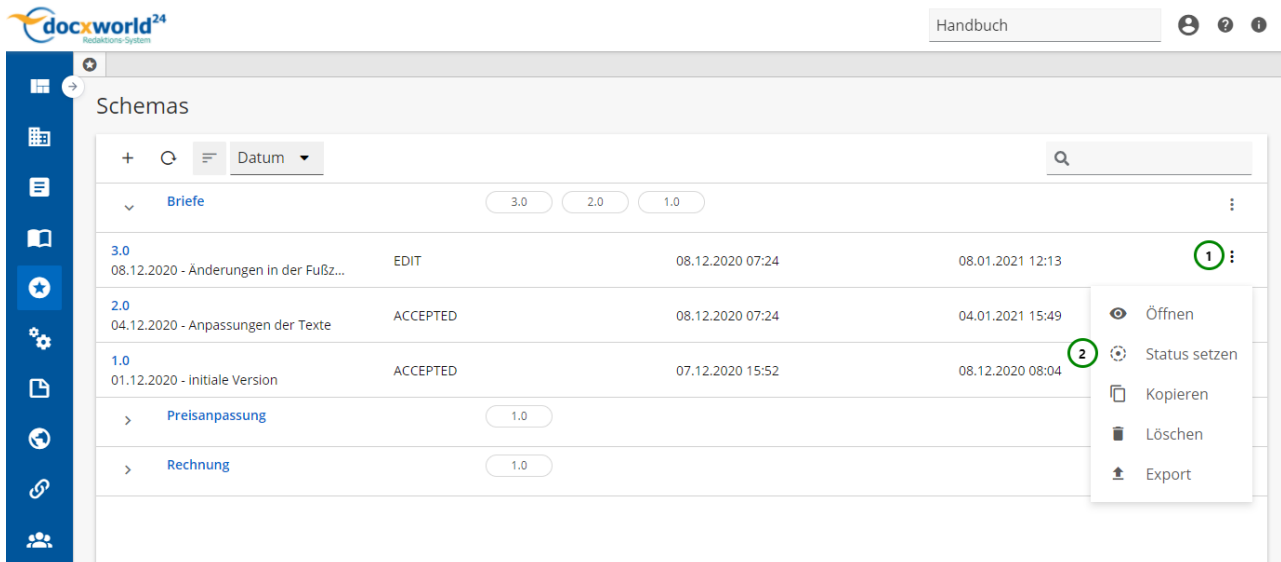 docxworld24
Redaktions-System
Handbuch
Schemas
Datum
Briefe 3.0 2.0 1.0
3.0
08.12.2020 - Änderungen in der Fußz... EDIT 08.12.2020 07:24 08.01.2021 12:13 1
2.0
04.12.2020 - Anpassungen der Texte ACCEPTED 08.12.2020 07:24 04.01.2021 15:49
1.0
01.12.2020 - initiale Version ACCEPTED 07.12.2020 15:52 08.12.2020 08:04
Preisanpassung 1.0
Rechnung 1.0
Öffnen
2 Status setzen
Kopieren
Löschen
Export